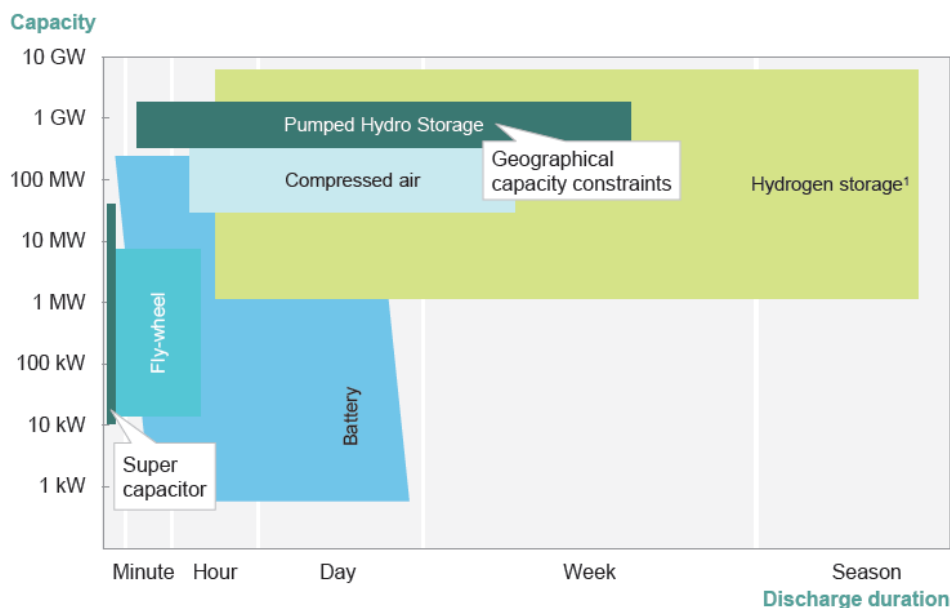 Capacity
10 GW
1 GW
100 MW
10 MW
1 MW
100 kW
10 kW
1 kW
Pumped Hydro Storage
Geographical
capacity constraints
Compressed air
Hydrogen storage¹
Fly-wheel
Battery
Super
capacitor
Minute Hour Day Week Season
Discharge duration